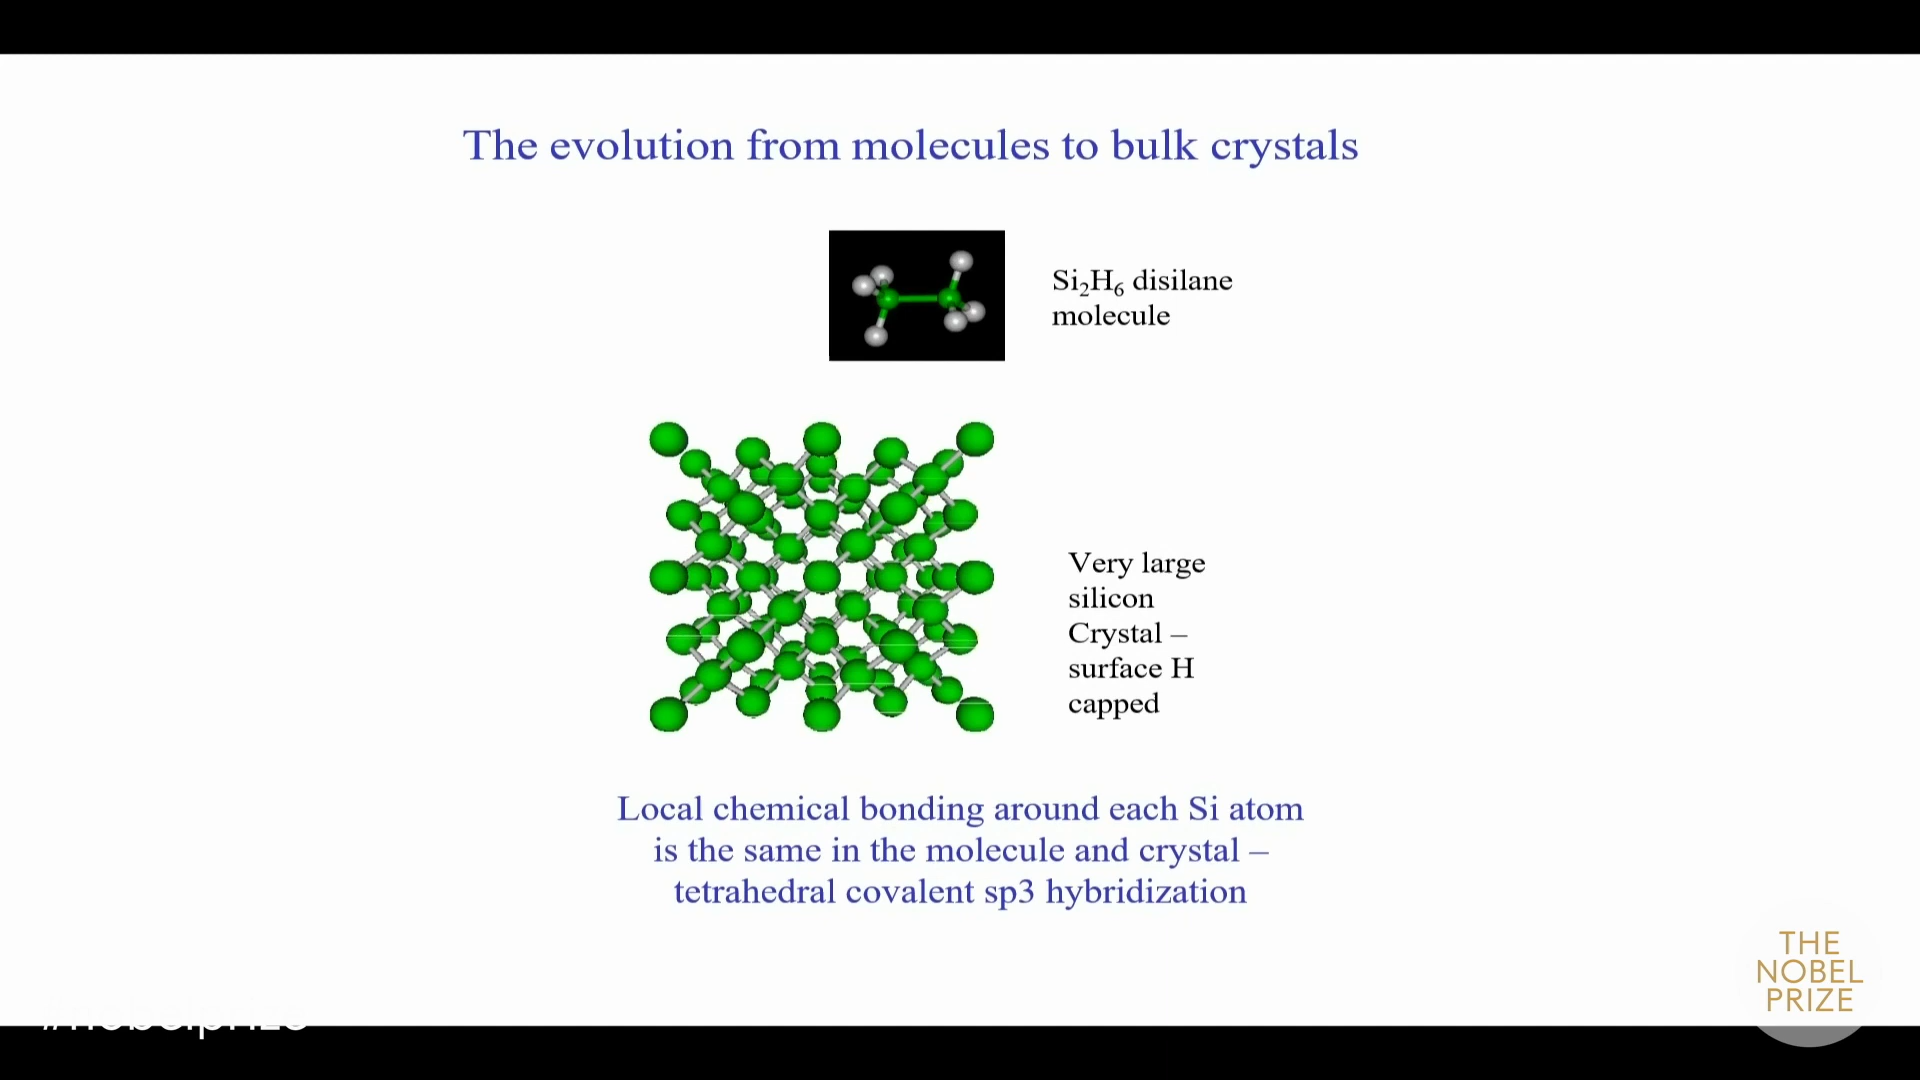 The evolution from molecules to bulk crystals
Si₂H₆ disilane
molecule
Very large
silicon
Crystal –
surface H
capped
Local chemical bonding around each Si atom
is the same in the molecule and crystal –
tetrahedral covalent sp3 hybridization
THE
NOBEL
PRIZE
#nobelprize